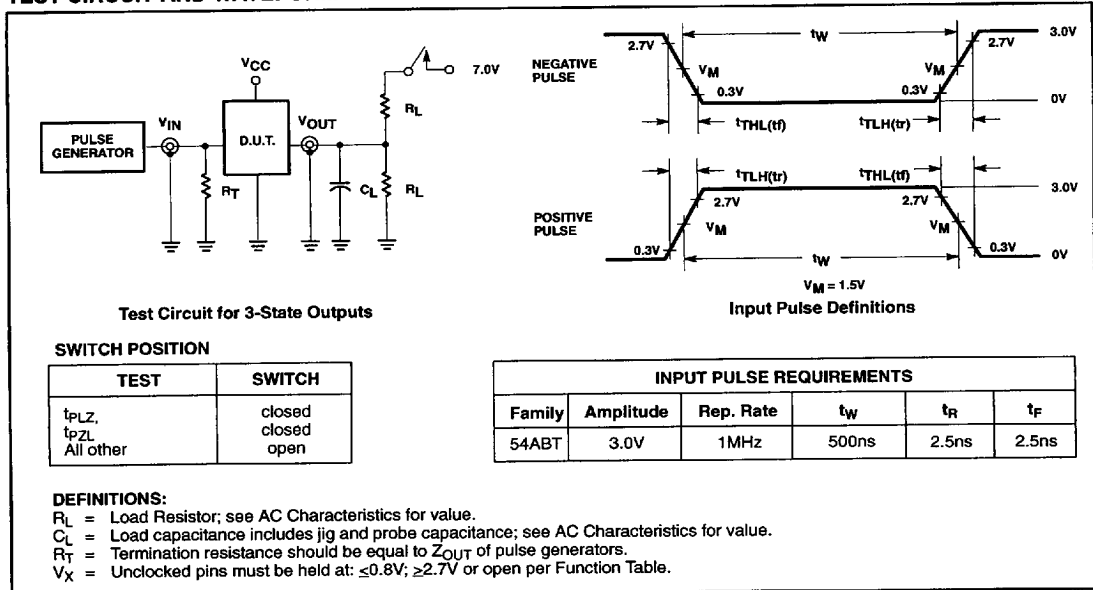 VCC
7.0V
RL
VIN
VOUT
PULSE
GENERATOR
D.U.T.
RT
CL
RL
Test Circuit for 3-State Outputs
NEGATIVE
PULSE
2.7V
tW
2.7V
3.0V
VM
VM
0.3V
0.3V
0V
tTHL(tf)
tTLH(tr)
tTLH(tr)
tTHL(tf)
3.0V
2.7V
2.7V
POSITIVE
PULSE
VM
VM
0.3V
0.3V
0V
tW
VM = 1.5V
Input Pulse Definitions
SWITCH POSITION
TEST SWITCH
tPLZ, closed
tPZL closed
All other open
INPUT PULSE REQUIREMENTS
Family Amplitude Rep. Rate tW tR tF
54ABT 3.0V 1MHz 500ns 2.5ns 2.5ns
DEFINITIONS:
RL = Load Resistor; see AC Characteristics for value.
CL = Load capacitance includes jig and probe capacitance; see AC Characteristics for value.
RT = Termination resistance should be equal to ZOUT of pulse generators.
VX = Unclocked pins must be held at: ≤0.8V; ≥2.7V or open per Function Table.